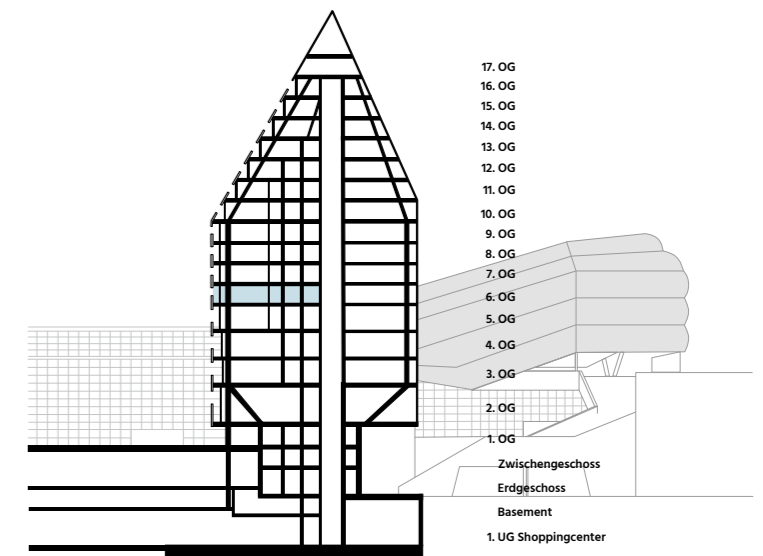 17. OG
16. OG
15. OG
14. OG
13. OG
12. OG
11. OG
10. OG
9. OG
8. OG
7. OG
6. OG
5. OG
4. OG
3. OG
2. OG
1. OG
Zwischengeschoss
Erdgeschoss
Basement
1. UG Shoppingcenter